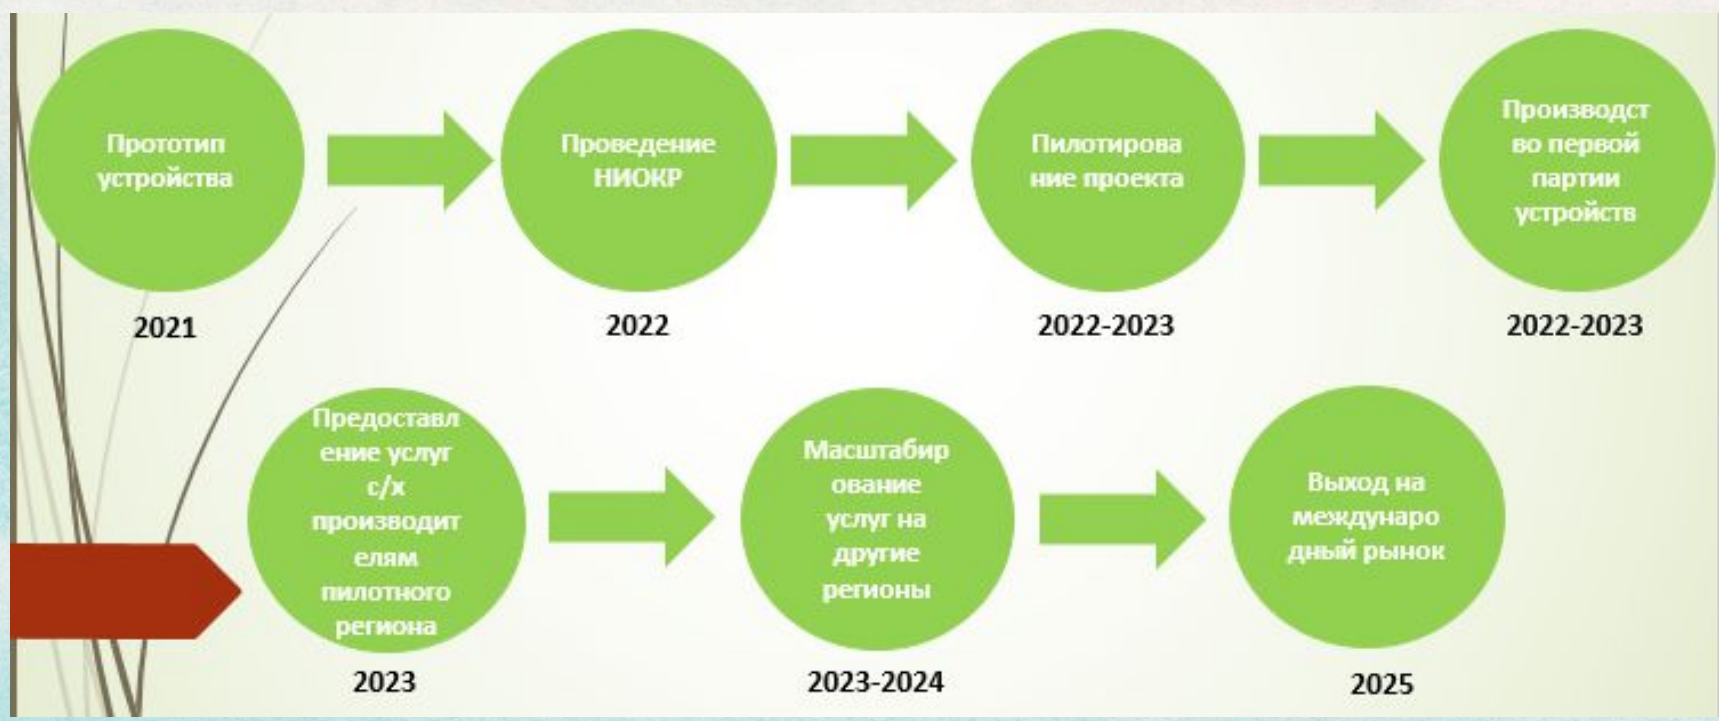 Прототип
устройства
2021
Проведение
НИОКР
2022
Пилотирова
ние проекта
2022-2023
Производст
во первой
партии
устройств
2022-2023
Предоставл
ение услуг
с/х
производит
елям
пилотного
региона
2023
Масштабир
ование
услуг на
другие
регионы
2023-2024
Выход на
междунаро
дный рынок
2025